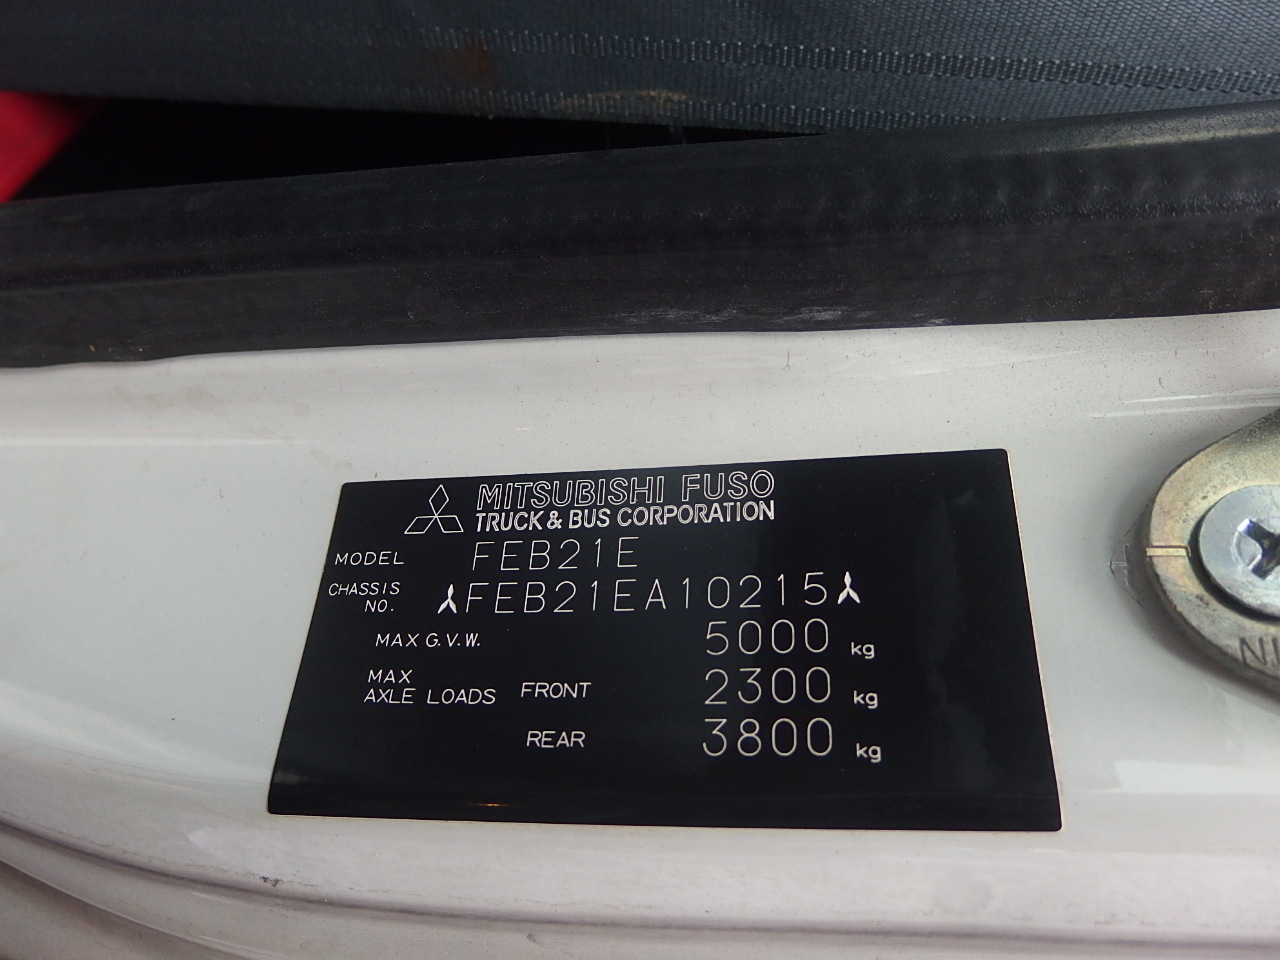 MITSUBISHI FUSO
TRUCK & BUS CORPORATION
MODEL FEB21E
CHASSIS NO. FEB21EA10215
MAX G.V.W. 5000 kg
MAX AXLE LOADS FRONT 2300 kg
REAR 3800 kg